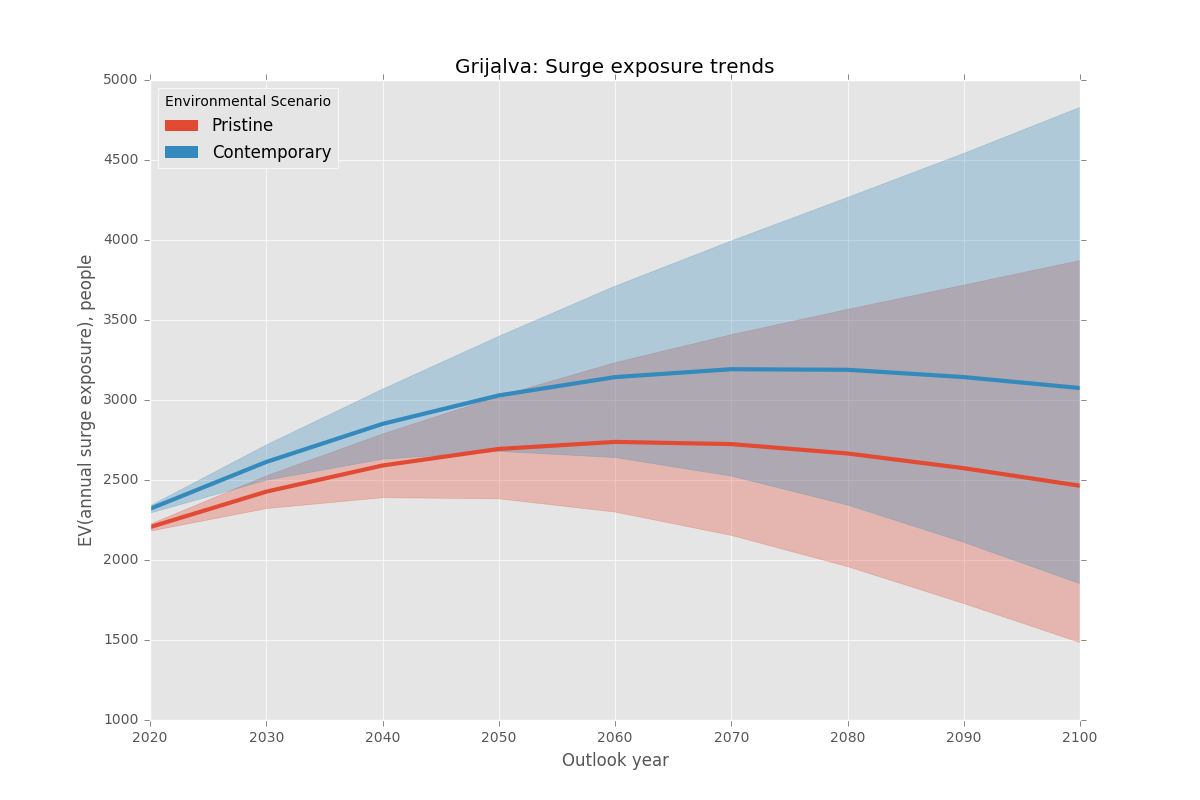 Grijalva: Surge exposure trends
Environmental Scenario
Pristine
Contemporary
EV(annual surge exposure), people
5000
4500
4000
3500
3000
2500
2000
1500
1000
2020 2030 2040 2050 2060 2070 2080 2090 2100
Outlook year